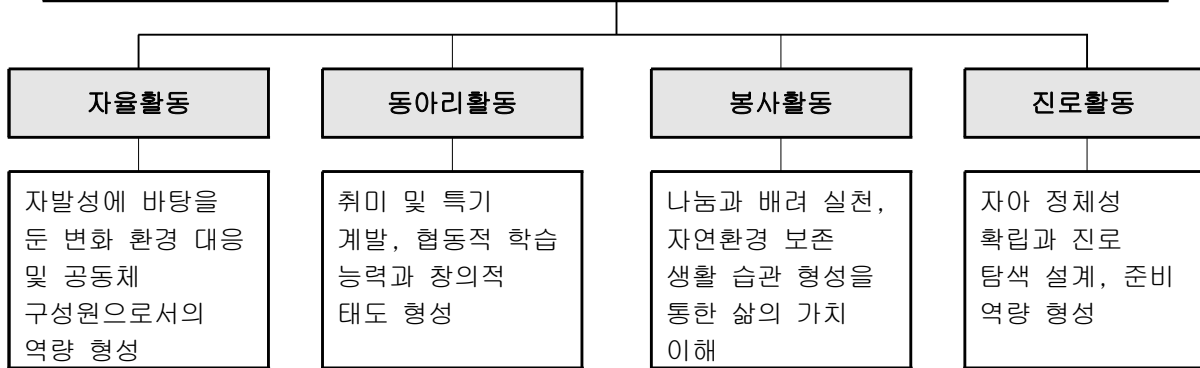 자율활동
동아리활동
봉사활동
진로활동
자발성에 바탕을
둔 변화 환경 대응
및 공동체
구성원으로서의
역량 형성
취미 및 특기
계발, 협동적 학습
능력과 창의적
태도 형성
나눔과 배려 실천,
자연환경 보존
생활 습관 형성을
통한 삶의 가치
이해
자아 정체성
확립과 진로
탐색 설계, 준비
역량 형성